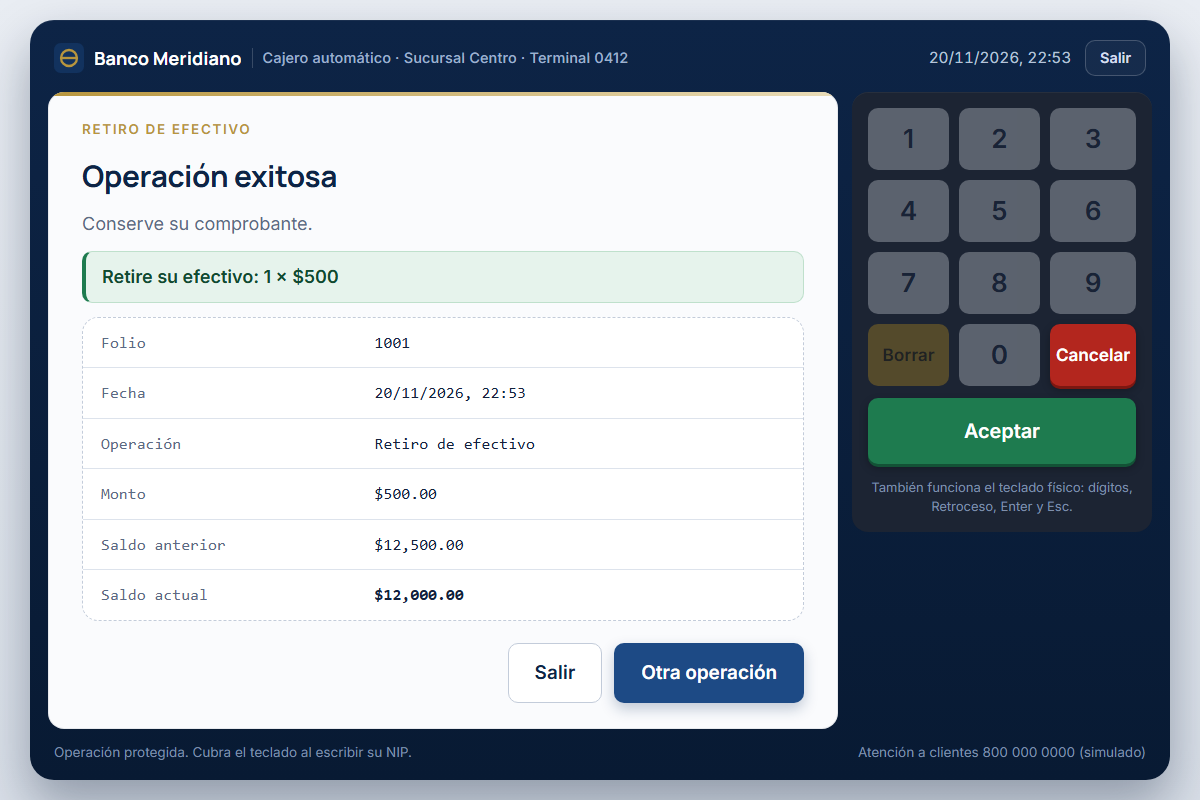 Banco Meridiano
Cajero automático · Sucursal Centro · Terminal 0412
20/11/2026, 22:53
Salir
RETIRO DE EFECTIVO
Operación exitosa
Conserve su comprobante.
Retire su efectivo: 1 × $500
Folio 1001
Fecha 20/11/2026, 22:53
Operación Retiro de efectivo
Monto $500.00
Saldo anterior $12,500.00
Saldo actual $12,000.00
Salir
Otra operación
1 2 3
4 5 6
7 8 9
Borrar 0 Cancelar
Aceptar
También funciona el teclado físico: dígitos,
Retroceso, Enter y Esc.
Operación protegida. Cubra el teclado al escribir su NIP.
Atención a clientes 800 000 0000 (simulado)